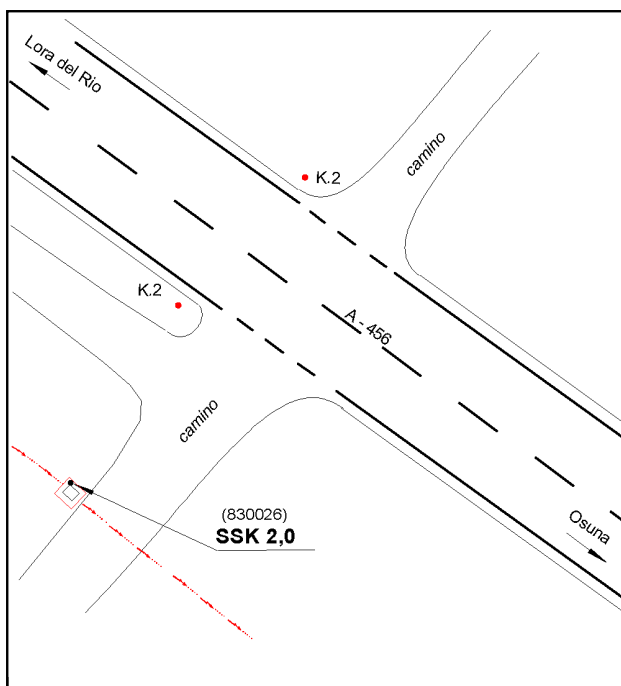 Lora del Rio
K.2
camino
K.2
A - 456
camino
(830026)
SSK 2,0
Osuna